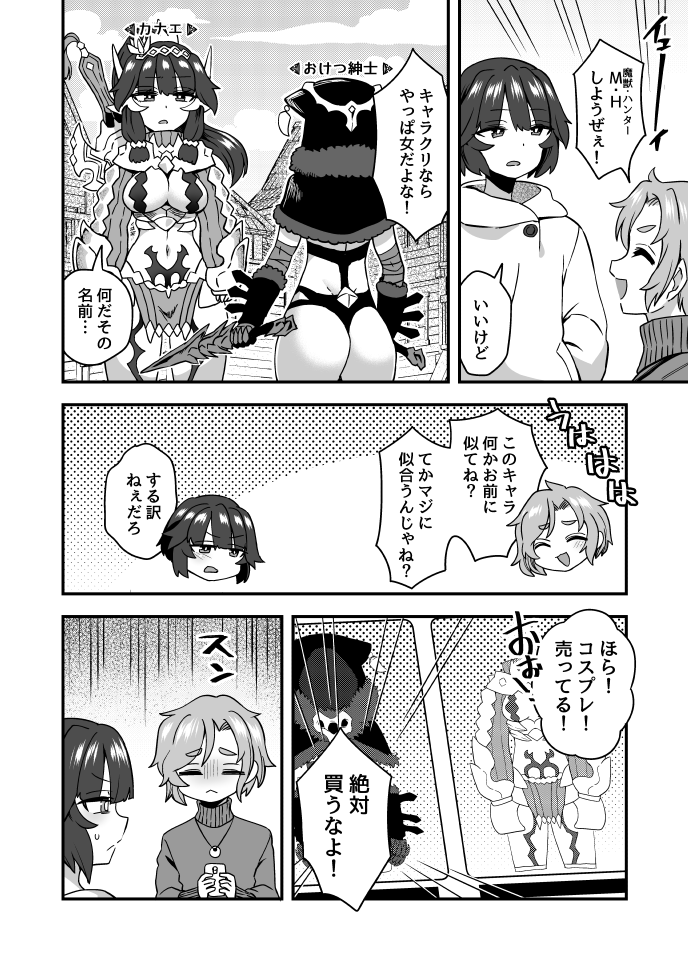 イェーイ
魔獣・ハンター
M・H
しようぜぇ！
いいけど
キャラクリなら
やっぱ女だよな！
おけつ紳士
カナエ
何だその
名前…
うははは
このキャラ
何かお前に
似てね？
てかマジに
似合うんじゃね？
する訳
ねぇだろ
ほら！
コスプレ！
売ってる！
おお〜
絶対
買うなよ！
スン